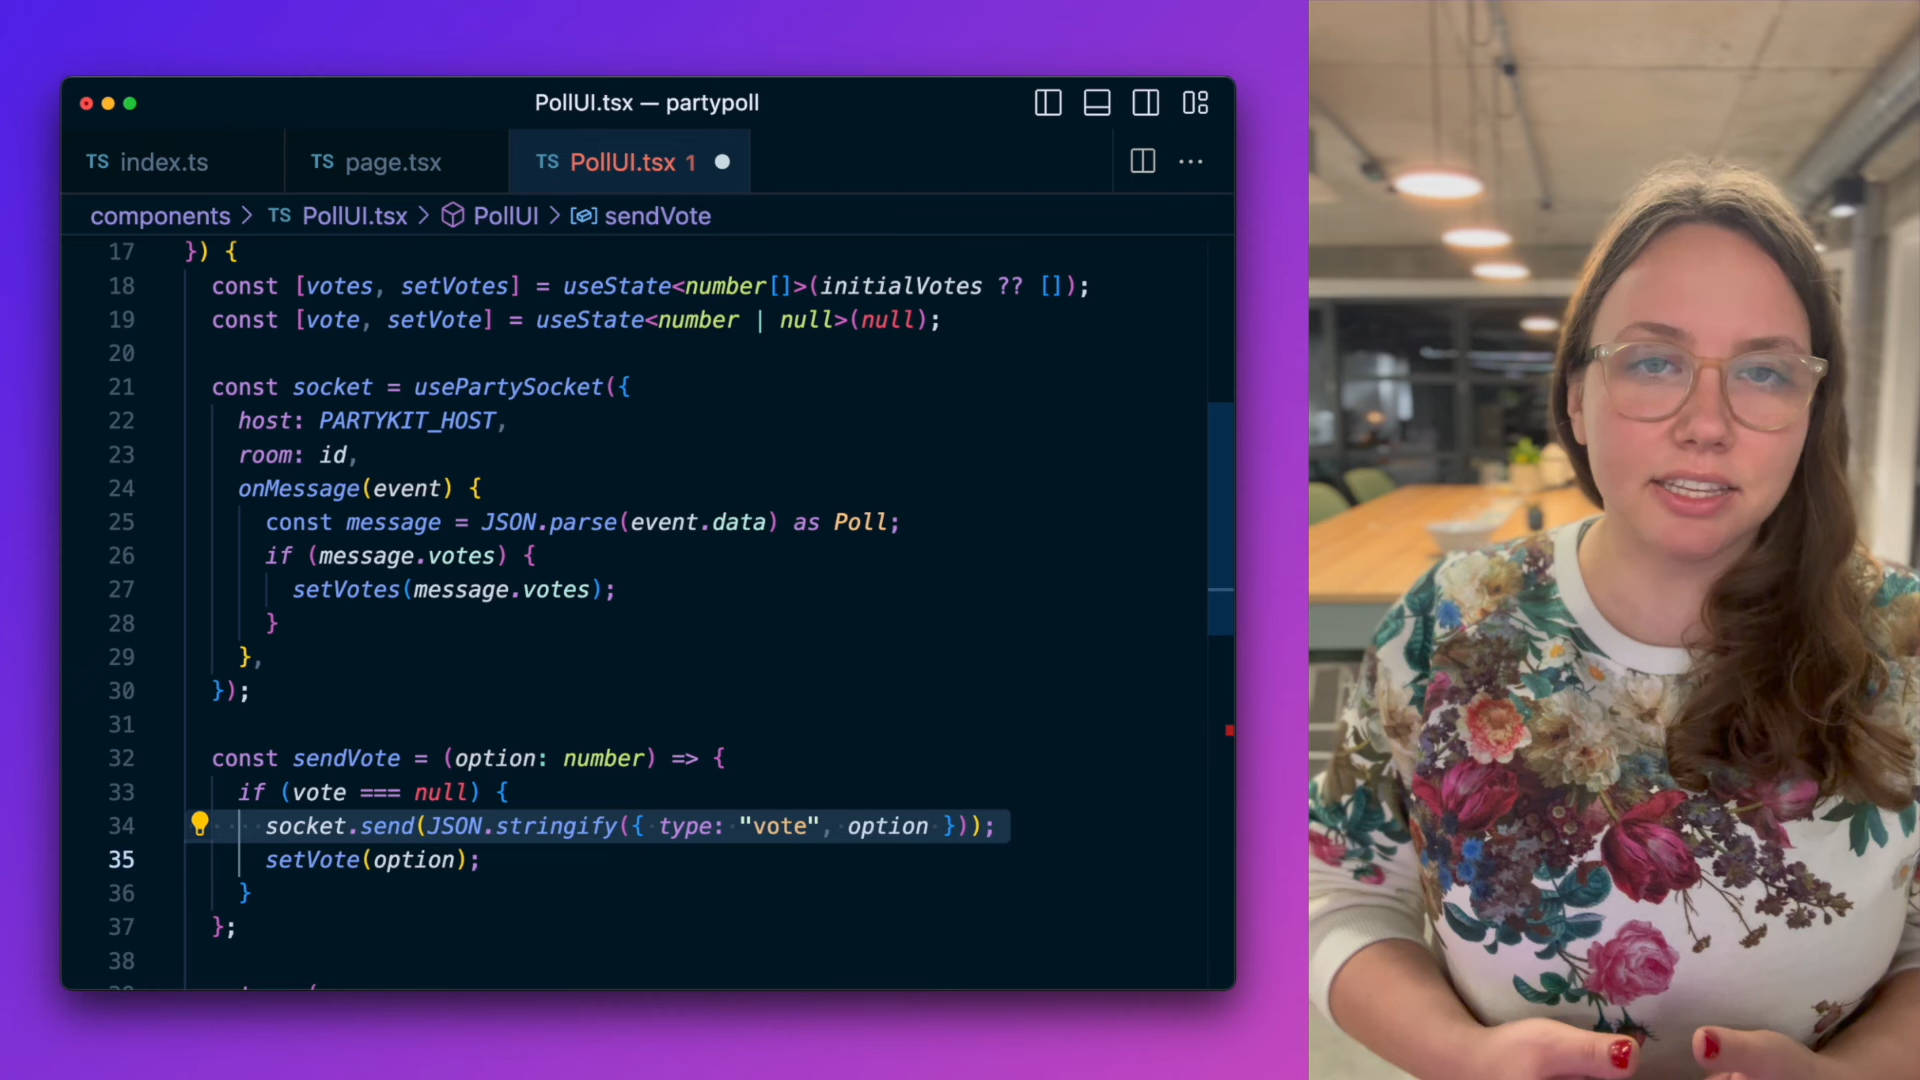 PollUI.tsx — partypoll
TS index.ts
TS page.tsx
TS PollUI.tsx 1
components > TS PollUI.tsx > PollUI > sendVote
17 }) {
18 const [votes, setVotes] = useState<number[]>(initialVotes ?? []);
19 const [vote, setVote] = useState<number | null>(null);
20
21 const socket = usePartySocket({
22 host: PARTYKIT_HOST,
23 room: id,
24 onMessage(event) {
25 const message = JSON.parse(event.data) as Poll;
26 if (message.votes) {
27 setVotes(message.votes);
28 }
29 },
30 });
31
32 const sendVote = (option: number) => {
33 if (vote === null) {
34 socket.send(JSON.stringify({ type: "vote", option }));
35 setVote(option);
36 }
37 };
38